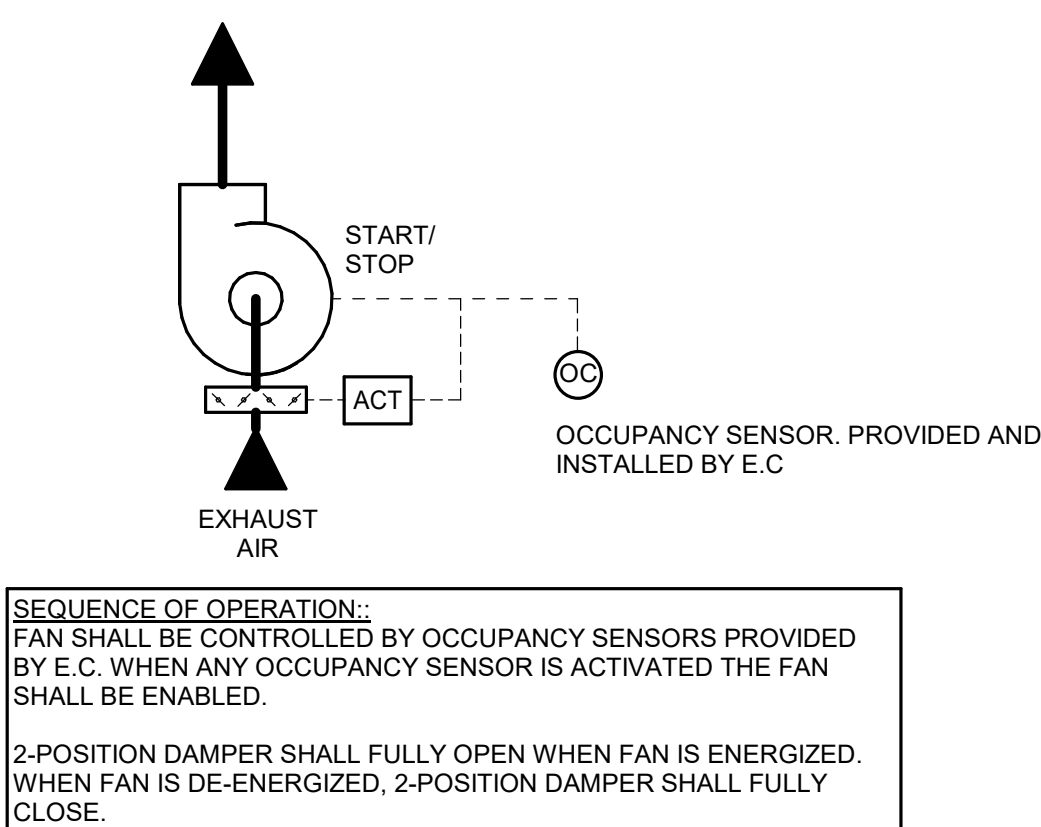 START/
STOP
OC
ACT
OCCUPANCY SENSOR. PROVIDED AND
INSTALLED BY E.C
EXHAUST
AIR
SEQUENCE OF OPERATION::
FAN SHALL BE CONTROLLED BY OCCUPANCY SENSORS PROVIDED
BY E.C. WHEN ANY OCCUPANCY SENSOR IS ACTIVATED THE FAN
SHALL BE ENABLED.
2-POSITION DAMPER SHALL FULLY OPEN WHEN FAN IS ENERGIZED.
WHEN FAN IS DE-ENERGIZED, 2-POSITION DAMPER SHALL FULLY
CLOSE.